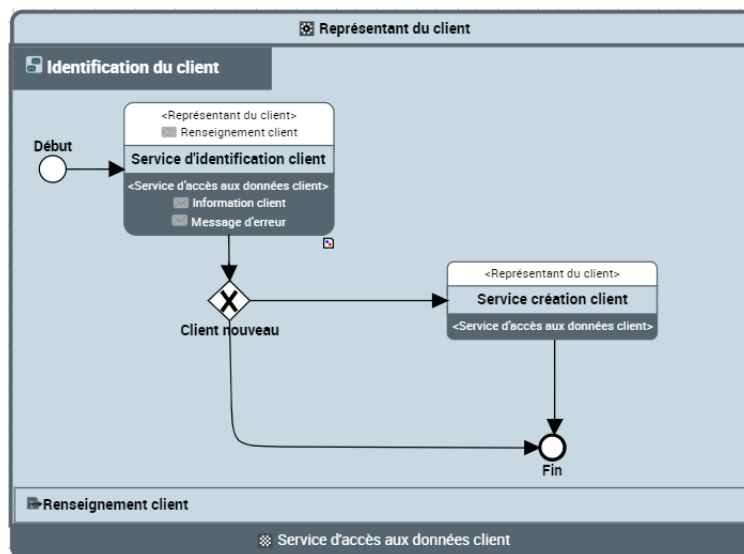 Représentant du client
Identification du client
<Représentant du client>
Renseignement client
Début
Service d'identification client
<Service d'accès aux données client>
Information client
Message d'erreur
<Représentant du client>
Service création client
<Service d'accès aux données client>
Client nouveau
Fin
Renseignement client
Service d'accès aux données client